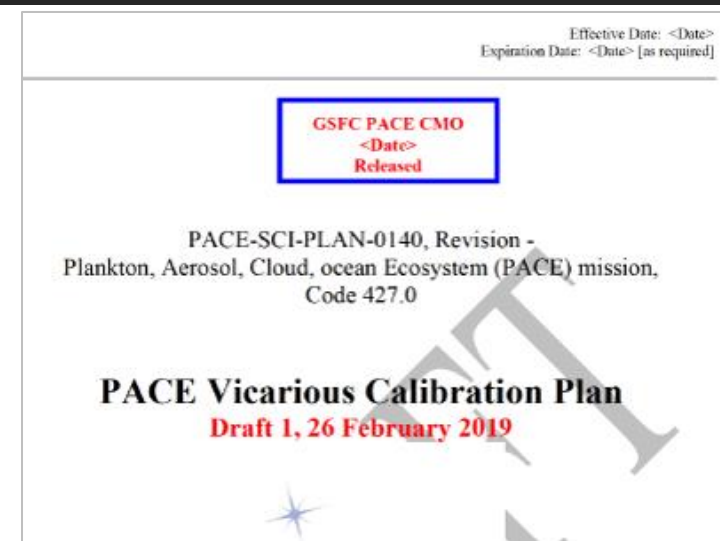 Effective Date: <Date>
Expiration Date: <Date> [as required]
GSFC PACE CMO
<Date>
Released
PACE-SCI-PLAN-0140, Revision -
Plankton, Aerosol, Cloud, ocean Ecosystem (PACE) mission,
Code 427.0
PACE Vicarious Calibration Plan
Draft 1, 26 February 2019